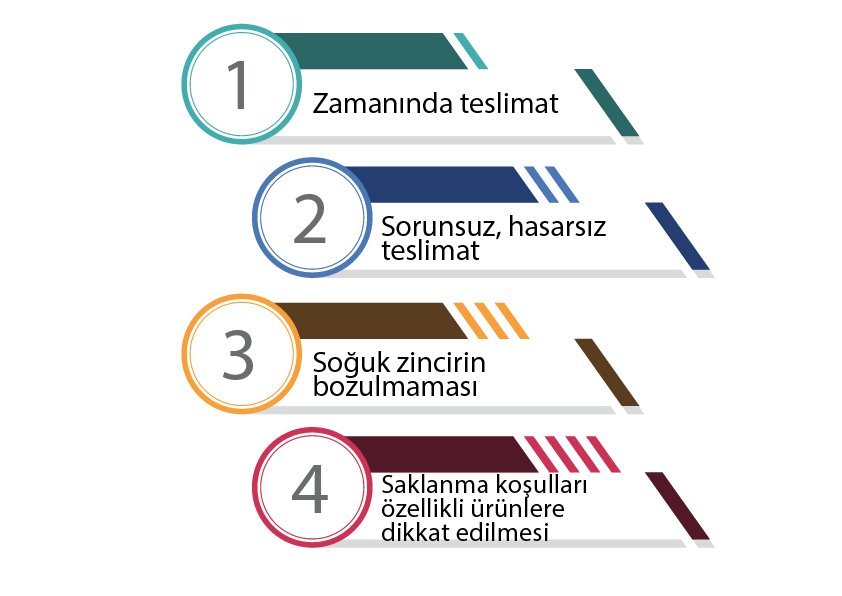 1
Zamanında teslimat
2
Sorunsuz, hasarsız
teslimat
3
Soğuk zincirin
bozulmaması
4
Saklanma koşulları
özellikli ürünlere
dikkat edilmesi